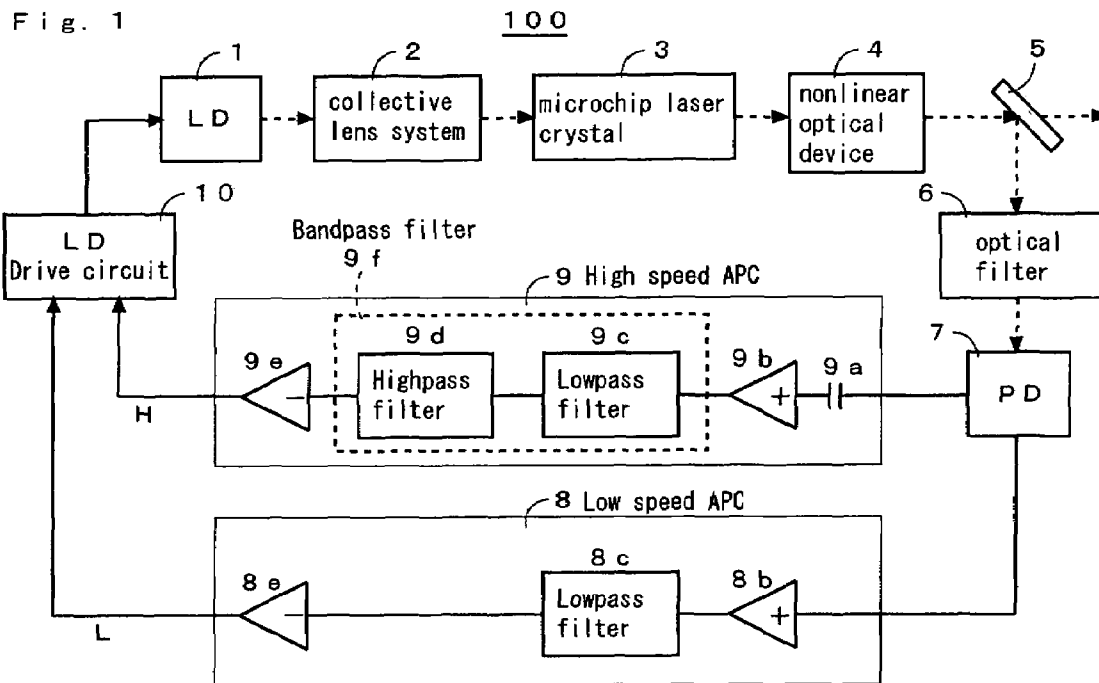 Fig. 1
100
1
LD
2
collective
lens system
3
microchip laser
crystal
4
nonlinear
optical
device
5
6
optical
filter
7
PD
10
LD
Drive circuit
Bandpass filter
9f
9 High speed APC
9e
−
9d
Highpass
filter
9c
Lowpass
filter
9b
+
9a
H
8 Low speed APC
8e
−
8c
Lowpass
filter
8b
+
L